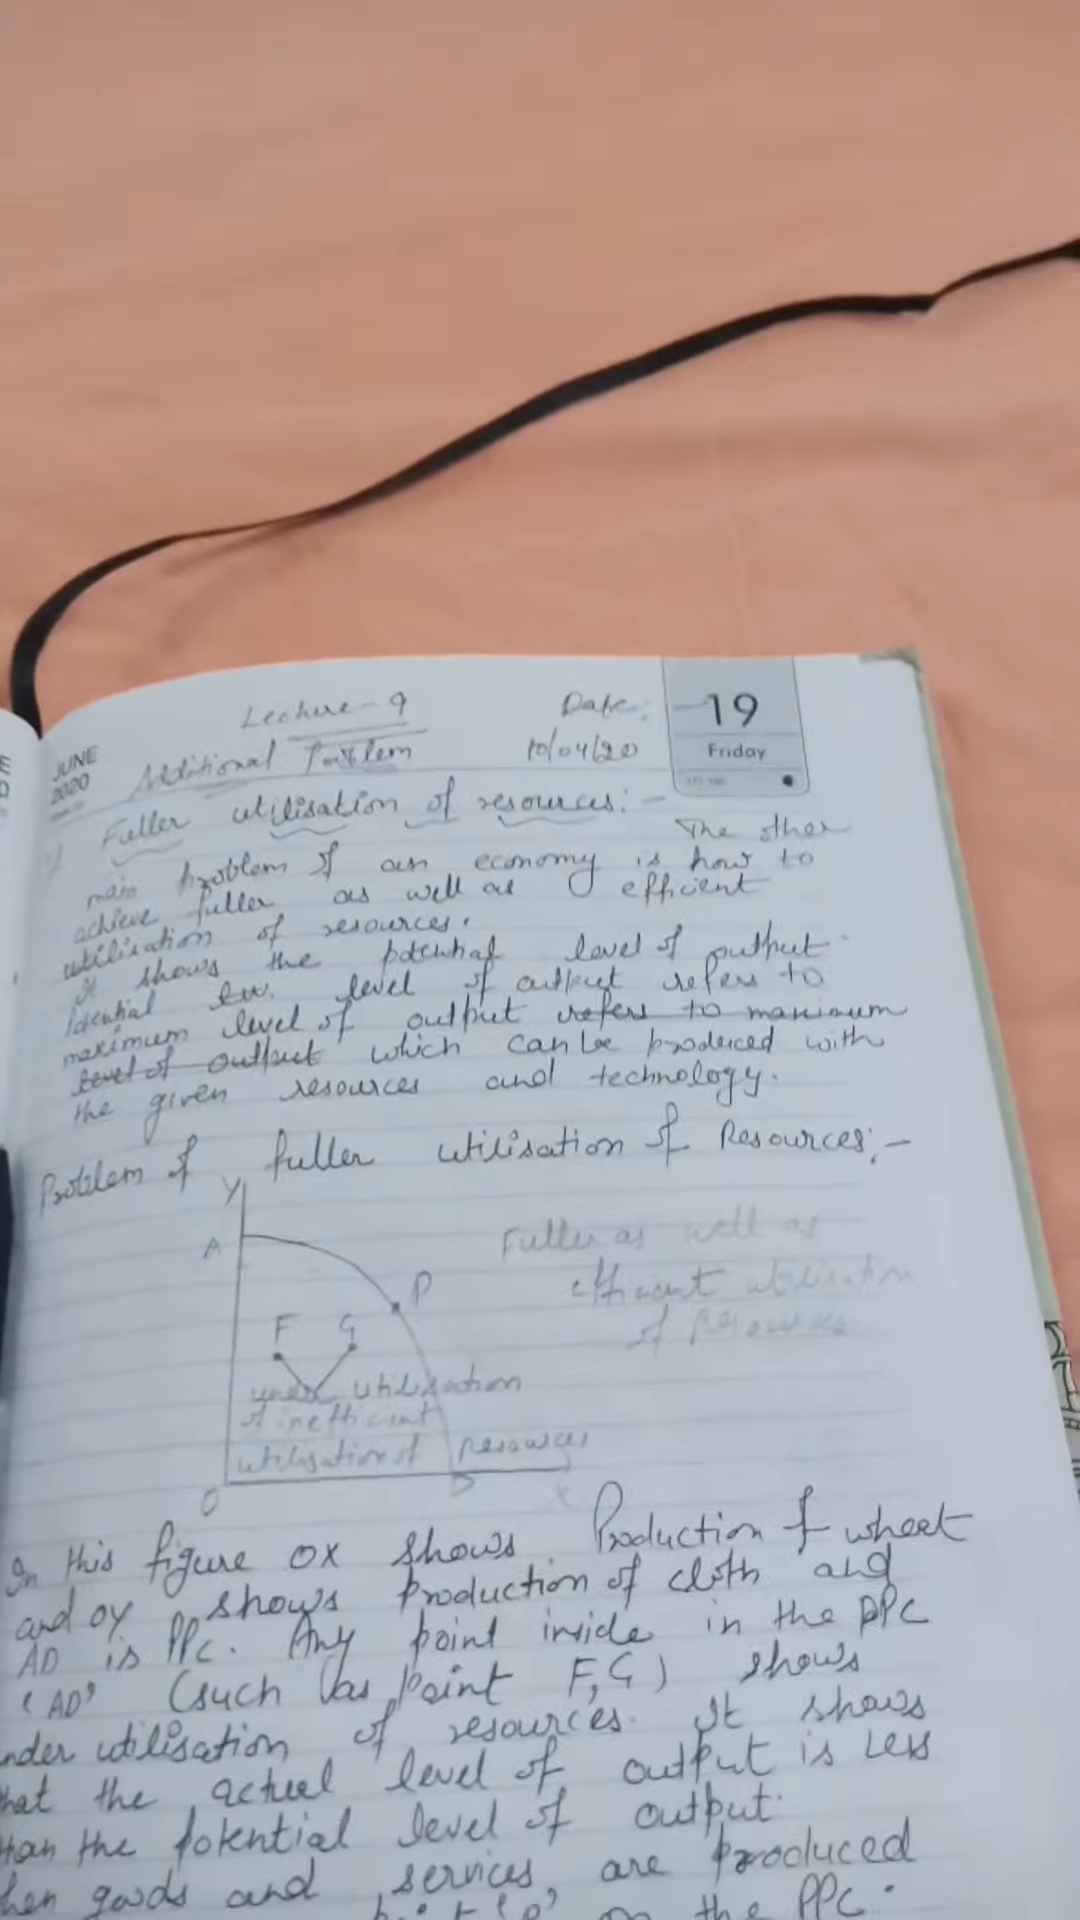 Lecture-9
Date:
10/04/20
19
Friday
JUNE
2020
Additional Problem
Fuller utilisation of resources:-
The other
main problem of an economy is how to
achieve fuller as well as efficient
utilisation of resources.
It shows the potential level of output.
Potential level of output refers to
maximum level of output refers to maximum
level of output which can be produced with
the given resources and technology.
Problem of fuller utilisation of Resources:-
Y
A
P
F G
Fuller as well as
efficient utilisation
of Resources
under utilisation
of inefficient
utilisation of resources
O
D
X
In this figure OX shows Production of wheat
and oy shows production of cloth and
AD is PPC. Any point inside in the PPC
'AD' (such as point F,G) shows
nder utilisation of resources. It shows
hat the actual level of output is less
han the potential level of output.
hen goods and services are produced
on the PPC.